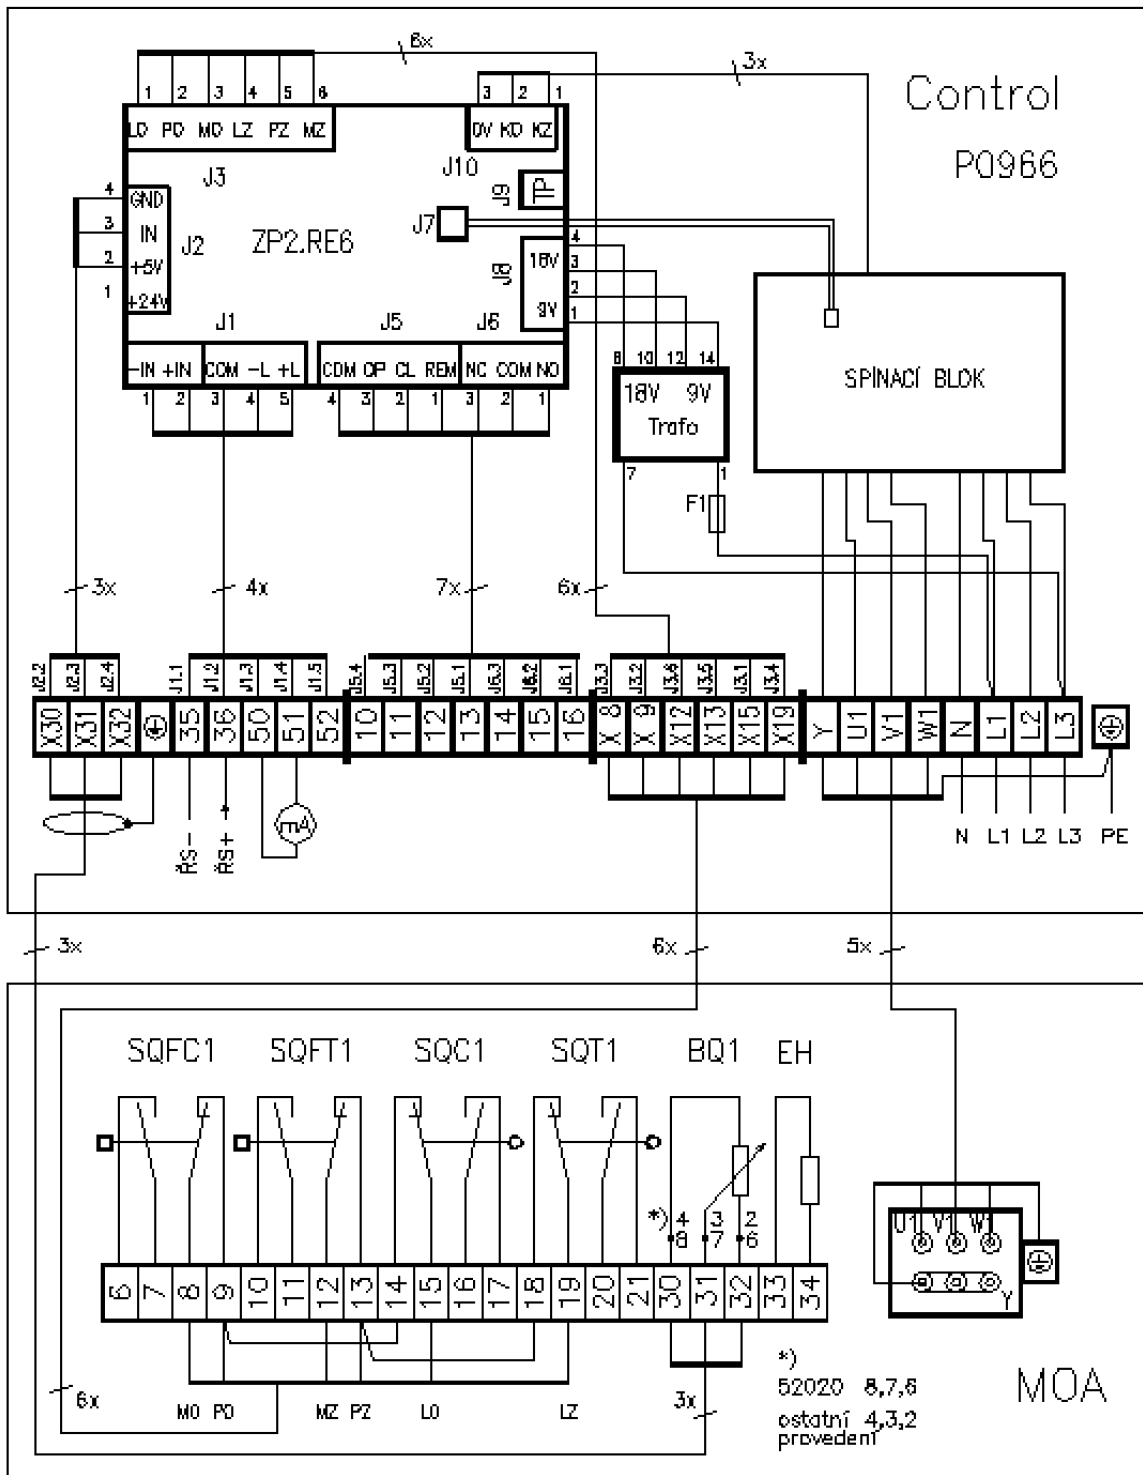 6x
3x
Control
P0966
1 2 3 4 5 6
3 2 1
LO PO MO LZ PZ MZ
0V KO KZ
J3
J10
J9
TP
4
GND
3
IN
2
+5V
1
+24V
J2
ZP2.RE6
J7
J8
18V
9V
4
3
2
1
J1
J5
J6
-IN +IN COM -L +L
COM OP CL REM NC COM NO
1 2 3 4 5
4 3 2 1 3 2 1
8 10 12 14
18V 9V
Trafo
7 1
F1
SPÍNACÍ BLOK
3x
4x
7x
6x
J2.2 J2.3 J2.4 J1.1 J1.2 J1.3 J1.4 J1.5 J5.4 J5.3 J5.2 J5.1 J6.3 J6.2 J6.1 J3.3 J3.2 J3.6 J3.5 J3.1 J3.4
X30 X31 X32 35 36 50 51 52 10 11 12 13 14 15 16 X8 X9 X12 X13 X15 X19 Y U1 V1 W1 N L1 L2 L3
mA
ŘS- ŘS+
N L1 L2 L3 PE
3x
6x
5x
SQFC1 SQFT1 SQC1 SQT1 BQ1 EH
*) 4 3 2
8 7 6
6 7 8 9 10 11 12 13 14 15 16 17 18 19 20 21 30 31 32 33 34
U1 V1 W1
Y
6x
MO PO MZ PZ LO LZ
3x
*)
52020 8,7,6
ostatní 4,3,2
provedení
MOA